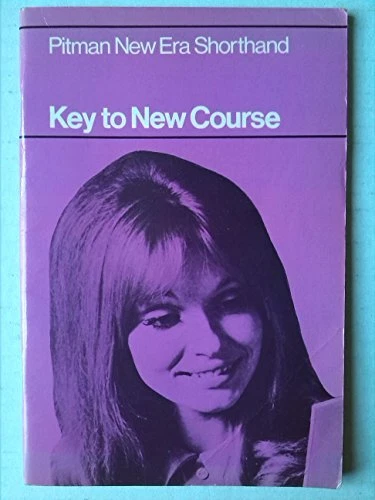 Pitman New Era Shorthand
Key to New Course